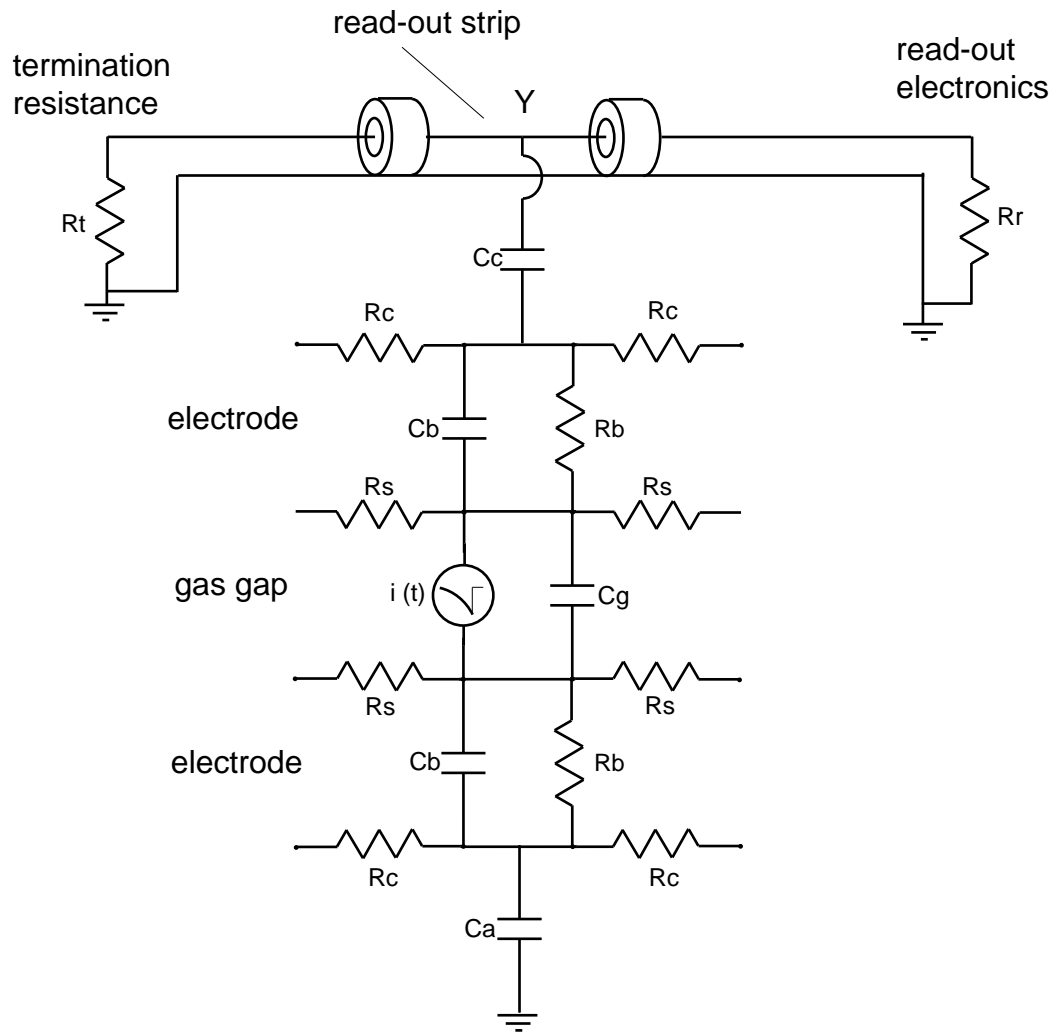 read-out strip
termination
resistance
read-out
electronics
Y
Rt
Rr
Cc
Rc
Rc
electrode
Cb
Rb
Rs
Rs
gas gap
i (t)
Cg
Rs
Rs
electrode
Cb
Rb
Rc
Rc
Ca